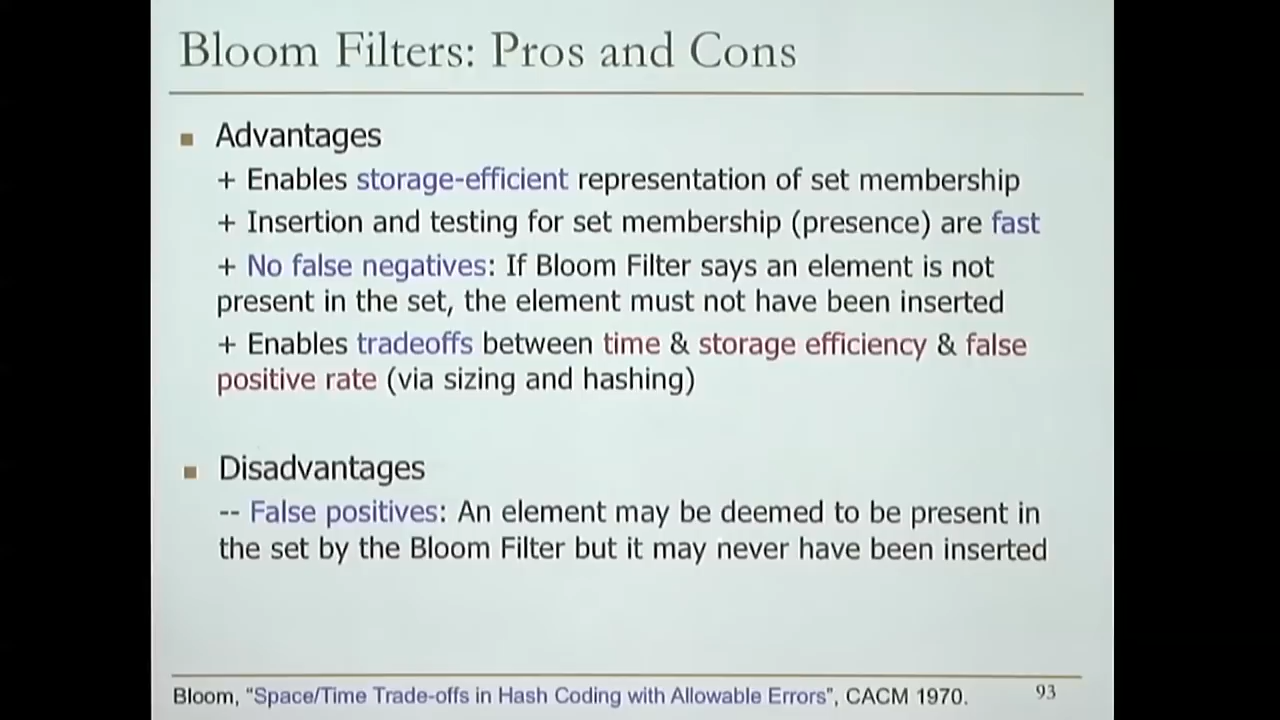 Bloom Filters: Pros and Cons
Advantages
+ Enables storage-efficient representation of set membership
+ Insertion and testing for set membership (presence) are fast
+ No false negatives: If Bloom Filter says an element is not
present in the set, the element must not have been inserted
+ Enables tradeoffs between time & storage efficiency & false
positive rate (via sizing and hashing)
Disadvantages
-- False positives: An element may be deemed to be present in
the set by the Bloom Filter but it may never have been inserted
Bloom, “Space/Time Trade-offs in Hash Coding with Allowable Errors”, CACM 1970.
93